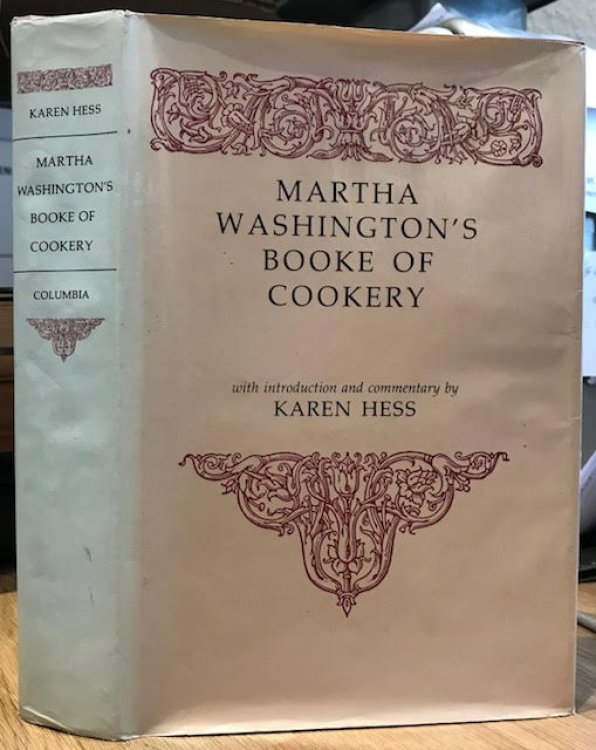 KAREN HESS
MARTHA
WASHINGTON'S
BOOKE OF
COOKERY
COLUMBIA
MARTHA
WASHINGTON'S
BOOKE OF
COOKERY
with introduction and commentary by
KAREN HESS